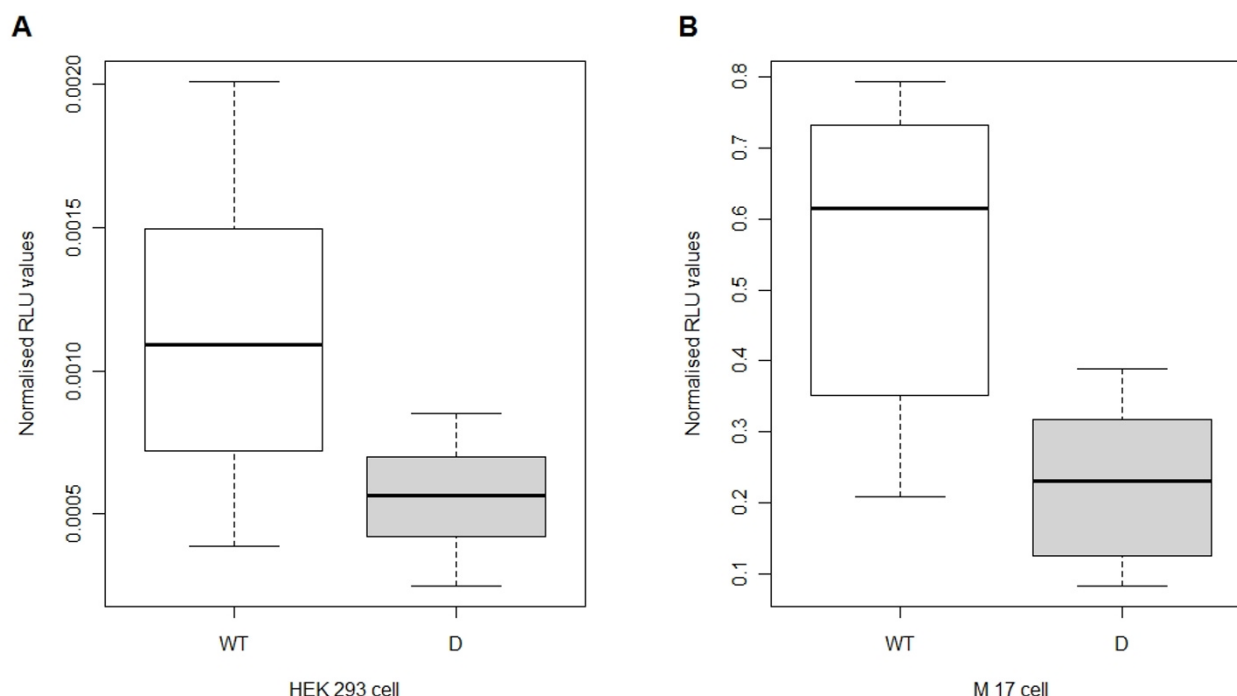 A
Normalised RLU values
0.0020
0.0015
0.0010
0.0005
WT
D
HEK 293 cell
B
Normalised RLU values
0.8
0.7
0.6
0.5
0.4
0.3
0.2
0.1
WT
D
M 17 cell